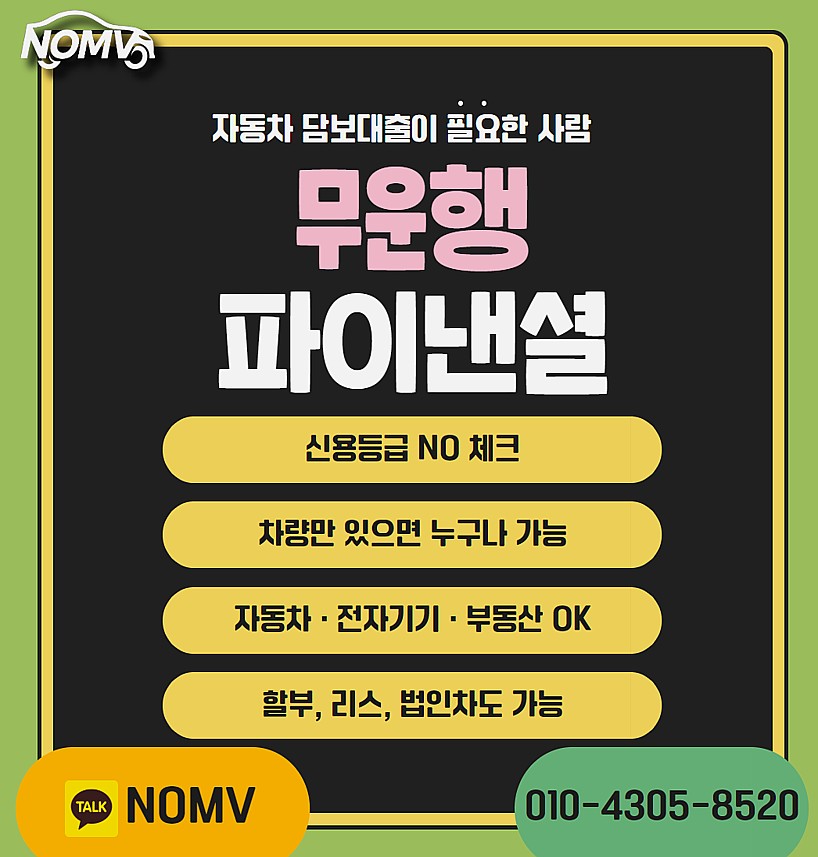 NOMV
자동차 담보대출이 필요한 사람
무운행
파이낸셜
신용등급 NO 체크
차량만 있으면 누구나 가능
자동차 · 전자기기 · 부동산 OK
할부, 리스, 법인차도 가능
TALK NOMV
010-4305-8520